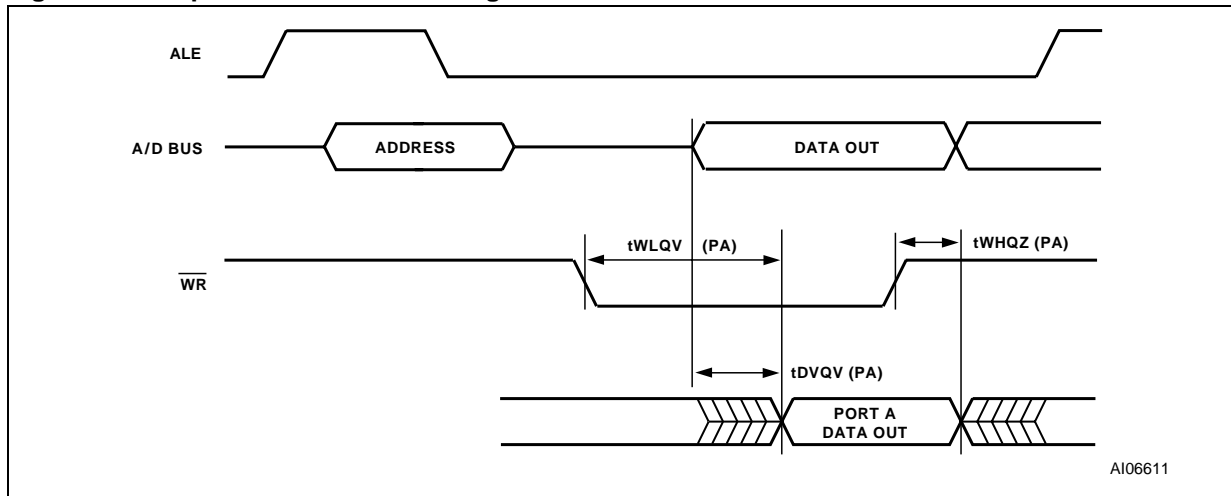 ALE
A/D BUS
ADDRESS
DATA OUT
tWLQV (PA)
tWHQZ (PA)
WR
tDVQV (PA)
PORT A
DATA OUT
AI06611